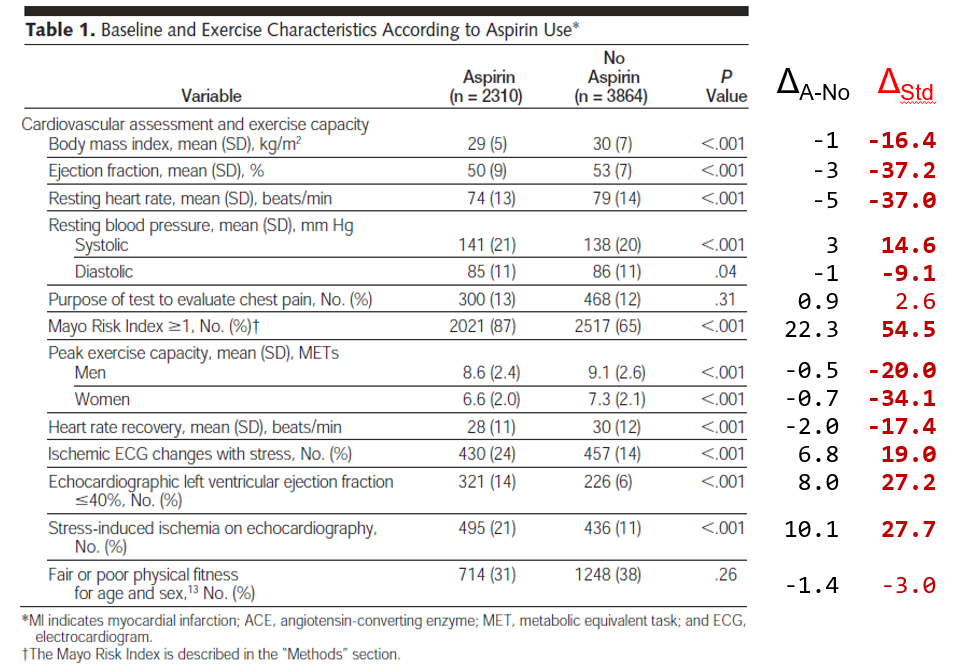 Table 1. Baseline and Exercise Characteristics According to Aspirin Use*
Variable Aspirin (n = 2310) No Aspirin (n = 3864) P Value ΔA-No ΔStd
Cardiovascular assessment and exercise capacity
Body mass index, mean (SD), kg/m² 29 (5) 30 (7) <.001 -1 -16.4
Ejection fraction, mean (SD), % 50 (9) 53 (7) <.001 -3 -37.2
Resting heart rate, mean (SD), beats/min 74 (13) 79 (14) <.001 -5 -37.0
Resting blood pressure, mean (SD), mm Hg
Systolic 141 (21) 138 (20) <.001 3 14.6
Diastolic 85 (11) 86 (11) .04 -1 -9.1
Purpose of test to evaluate chest pain, No. (%) 300 (13) 468 (12) .31 0.9 2.6
Mayo Risk Index ≥1, No. (%)† 2021 (87) 2517 (65) <.001 22.3 54.5
Peak exercise capacity, mean (SD), METs
Men 8.6 (2.4) 9.1 (2.6) <.001 -0.5 -20.0
Women 6.6 (2.0) 7.3 (2.1) <.001 -0.7 -34.1
Heart rate recovery, mean (SD), beats/min 28 (11) 30 (12) <.001 -2.0 -17.4
Ischemic ECG changes with stress, No. (%) 430 (24) 457 (14) <.001 6.8 19.0
Echocardiographic left ventricular ejection fraction 321 (14) 226 (6) <.001 8.0 27.2
≤40%, No. (%)
Stress-induced ischemia on echocardiography, 495 (21) 436 (11) <.001 10.1 27.7
No. (%)
Fair or poor physical fitness 714 (31) 1248 (38) .26 -1.4 -3.0
for age and sex,¹³ No. (%)
*MI indicates myocardial infarction; ACE, angiotensin-converting enzyme; MET, metabolic equivalent task; and ECG,
electrocardiogram.
†The Mayo Risk Index is described in the "Methods" section.